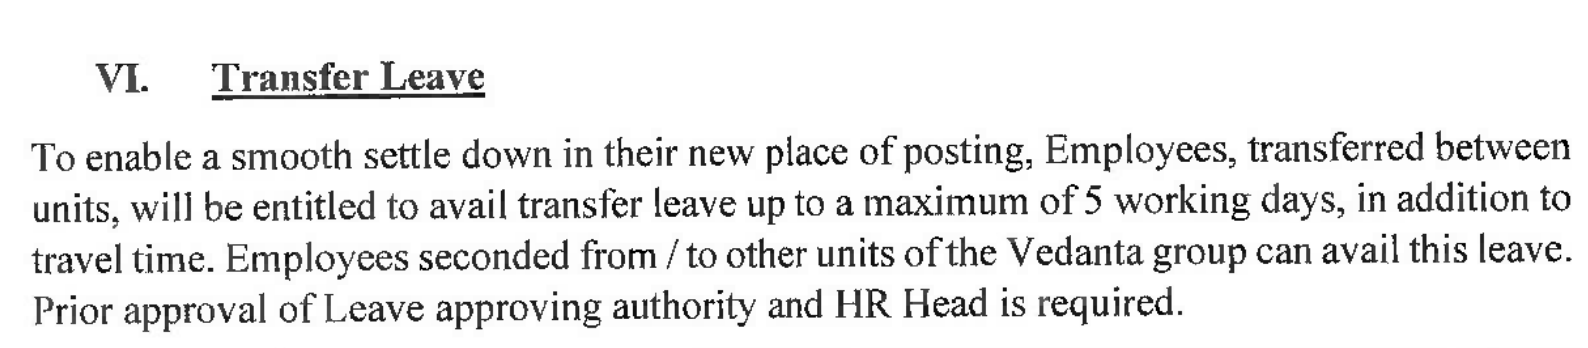 VI. Transfer Leave
To enable a smooth settle down in their new place of posting, Employees, transferred between
units, will be entitled to avail transfer leave up to a maximum of 5 working days, in addition to
travel time. Employees seconded from / to other units of the Vedanta group can avail this leave.
Prior approval of Leave approving authority and HR Head is required.